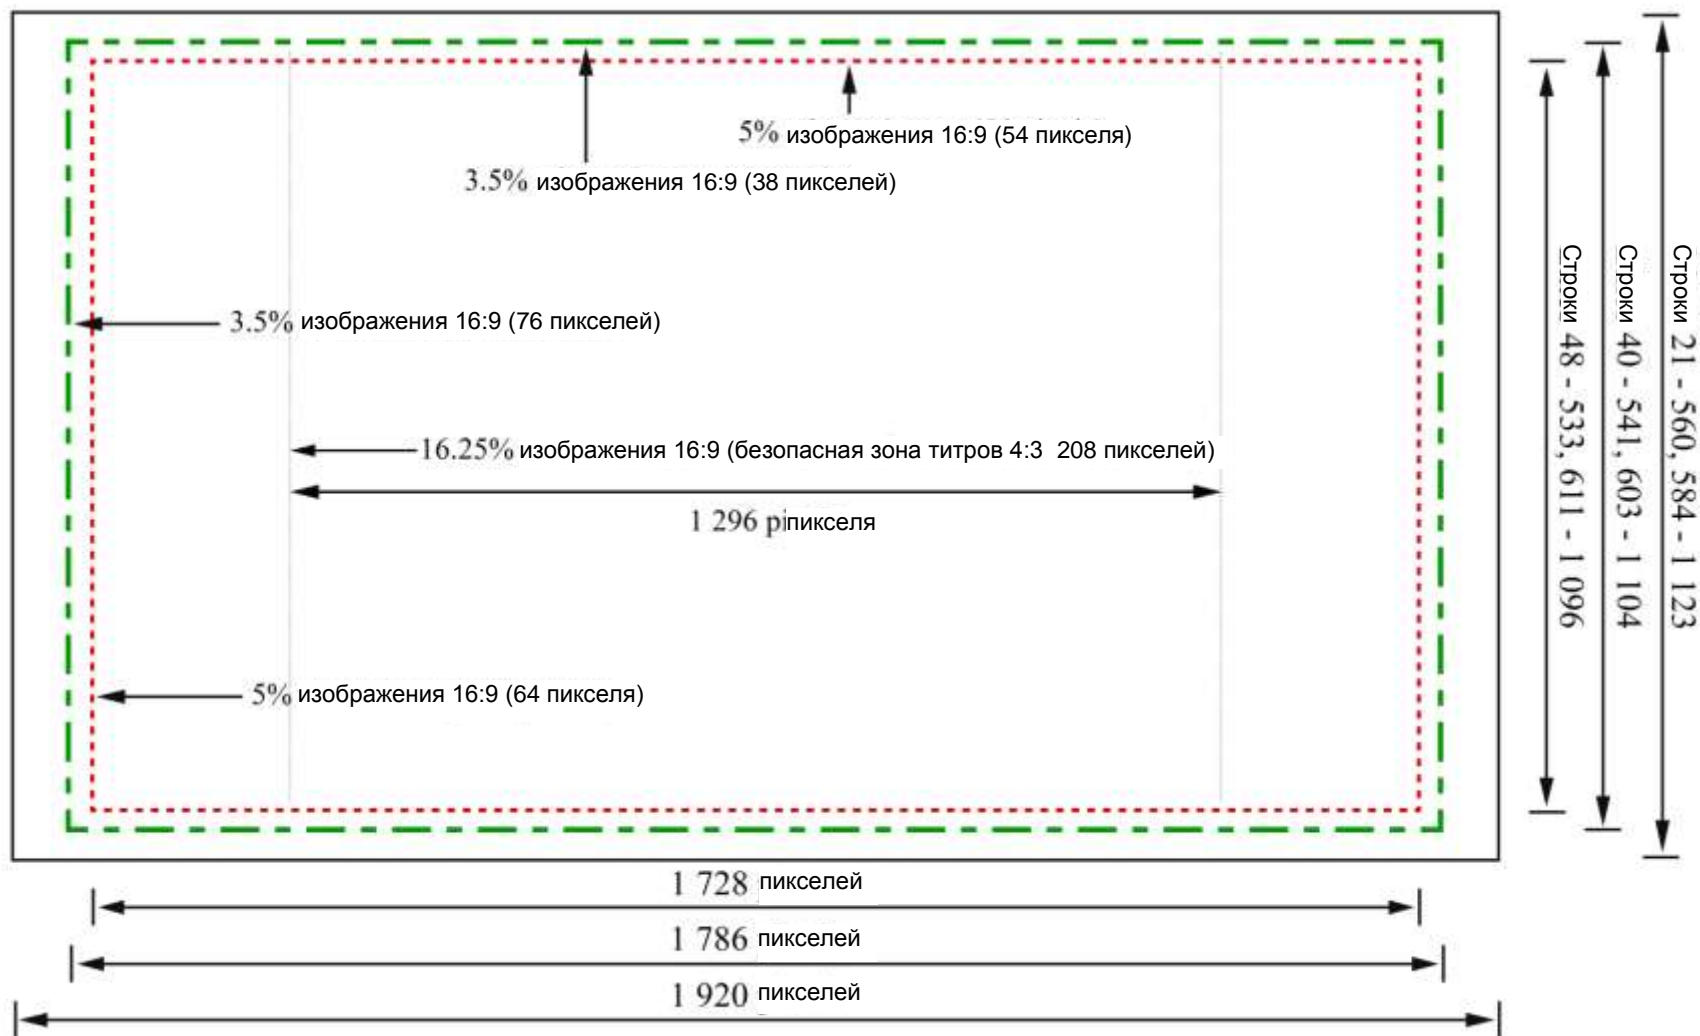 5% изображения 16:9 (54 пикселя)
3.5% изображения 16:9 (38 пикселей)
3.5% изображения 16:9 (76 пикселей)
16.25% изображения 16:9 (безопасная зона титров 4:3 208 пикселей)
1 296 piпикселя
5% изображения 16:9 (64 пикселя)
Строки 48 - 533, 611 - 1 096
Строки 40 - 541, 603 - 1 104
Строки 21 - 560, 584 - 1 123
1 728 пикселей
1 786 пикселей
1 920 пикселей